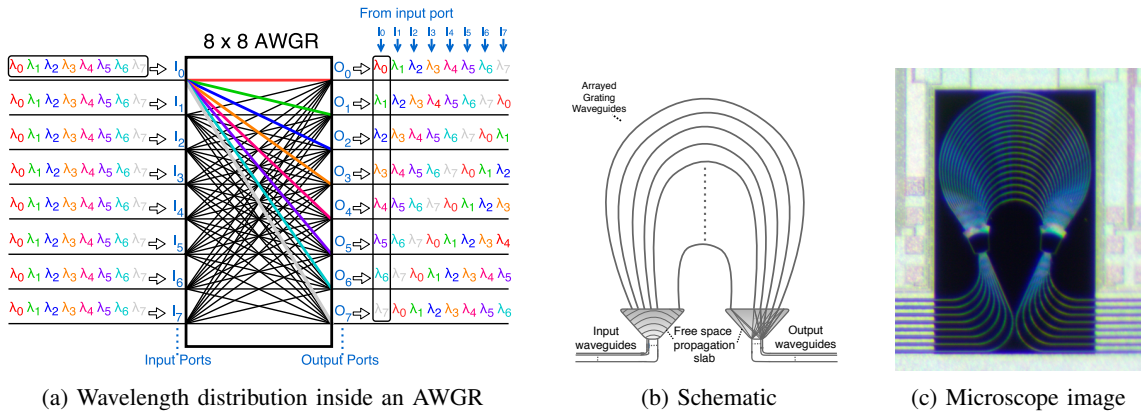 From input port
I0 I1 I2 I3 I4 I5 I6 I7
8 x 8 AWGR
λ0 λ1 λ2 λ3 λ4 λ5 λ6 λ7 I0 O0 λ0 λ1 λ2 λ3 λ4 λ5 λ6 λ7
λ0 λ1 λ2 λ3 λ4 λ5 λ6 λ7 I1 O1 λ1 λ2 λ3 λ4 λ5 λ6 λ7 λ0
λ0 λ1 λ2 λ3 λ4 λ5 λ6 λ7 I2 O2 λ2 λ3 λ4 λ5 λ6 λ7 λ0 λ1
λ0 λ1 λ2 λ3 λ4 λ5 λ6 λ7 I3 O3 λ3 λ4 λ5 λ6 λ7 λ0 λ1 λ2
λ0 λ1 λ2 λ3 λ4 λ5 λ6 λ7 I4 O4 λ4 λ5 λ6 λ7 λ0 λ1 λ2 λ3
λ0 λ1 λ2 λ3 λ4 λ5 λ6 λ7 I5 O5 λ5 λ6 λ7 λ0 λ1 λ2 λ3 λ4
λ0 λ1 λ2 λ3 λ4 λ5 λ6 λ7 I6 O6 λ6 λ7 λ0 λ1 λ2 λ3 λ4 λ5
λ0 λ1 λ2 λ3 λ4 λ5 λ6 λ7 I7 O7 λ7 λ0 λ1 λ2 λ3 λ4 λ5 λ6
Input Ports
Output Ports
(a) Wavelength distribution inside an AWGR
Arrayed
Grating
Waveguides
Input
waveguides
Free space
propagation
slab
Output
waveguides
(b) Schematic
(c) Microscope image